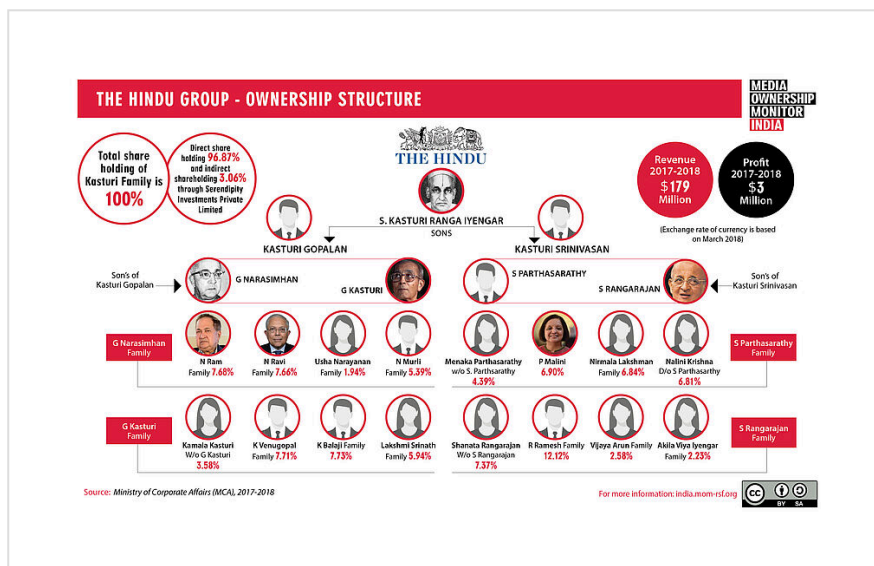 THE HINDU GROUP - OWNERSHIP STRUCTURE
MEDIA
OWNERSHIP
MONITOR
INDIA
Total share
holding of
Kasturi Family is
100%
Direct share
holding 96.87%
and indirect
shareholding 3.06%
through Serendipity
Investments Private
Limited
THE HINDU
Revenue
2017-2018
$179
Million
Profit
2017-2018
$3
Million
(Exchange rate of currency is based
on March 2018)
S. KASTURI RANGA IYENGAR
SONS
KASTURI GOPALAN
KASTURI SRINIVASAN
Son's of
Kasturi Gopalan
G NARASIMHAN
G KASTURI
S PARTHASARATHY
S RANGARAJAN
Son's of
Kasturi Srinivasan
G Narasimhan
Family
N Ram
Family 7.68%
N Ravi
Family 7.66%
Usha Narayanan
Family 1.94%
N Murli
Family 5.39%
Menaka Parthasarathy
w/o S. Parthsarathy
4.39%
P Malini
6.90%
Nirmala Lakshman
Family 6.84%
Nalini Krishna
D/o S Parthasarthy
6.81%
S Parthasarathy
Family
G Kasturi
Family
Kamala Kasturi
W/o G Kasturi
3.58%
K Venugopal
Family 7.71%
K Balaji Family
7.73%
Lakshmi Srinath
Family 5.94%
Shanata Rangarajan
W/o S Rangarajan
7.37%
R Ramesh Family
12.12%
Vijaya Arun Family
2.58%
Akila Viya Iyengar
Family 2.23%
S Rangarajan
Family
Source: Ministry of Corporate Affairs (MCA), 2017-2018
For more information: india.mom-rsf.org
CC BY SA